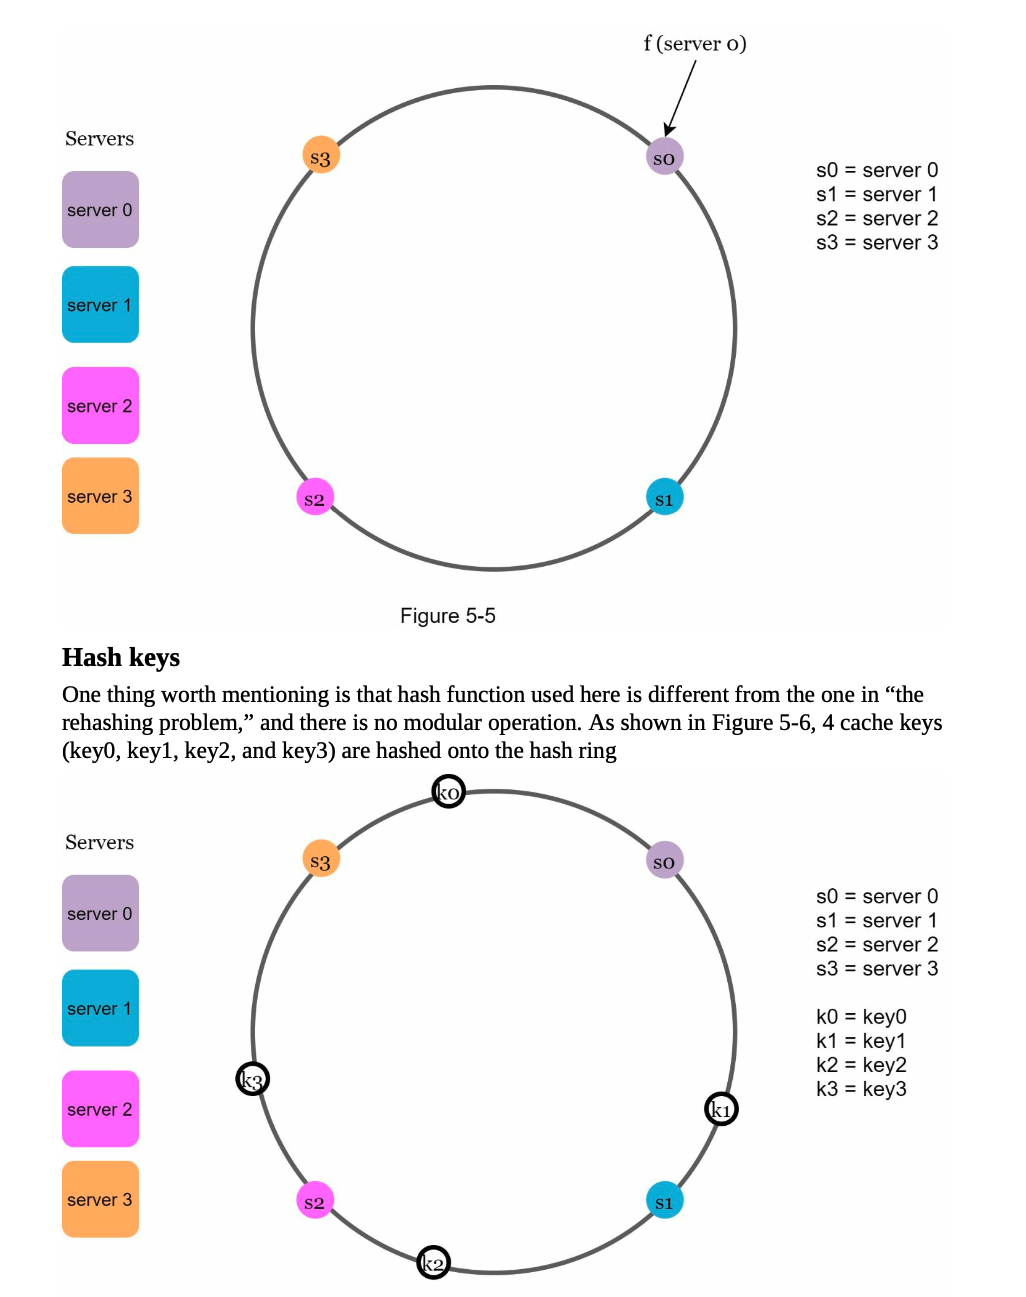 f (server 0)
Servers
s3
s0
server 0
s0 = server 0
s1 = server 1
s2 = server 2
s3 = server 3
server 1
server 2
server 3
s2
s1
Figure 5-5
Hash keys
One thing worth mentioning is that hash function used here is different from the one in “the
rehashing problem,” and there is no modular operation. As shown in Figure 5-6, 4 cache keys
(key0, key1, key2, and key3) are hashed onto the hash ring
k0
Servers
s3
s0
server 0
s0 = server 0
s1 = server 1
s2 = server 2
s3 = server 3
server 1
k0 = key0
k1 = key1
k2 = key2
k3 = key3
k3
k1
server 2
server 3
s2
s1
k2